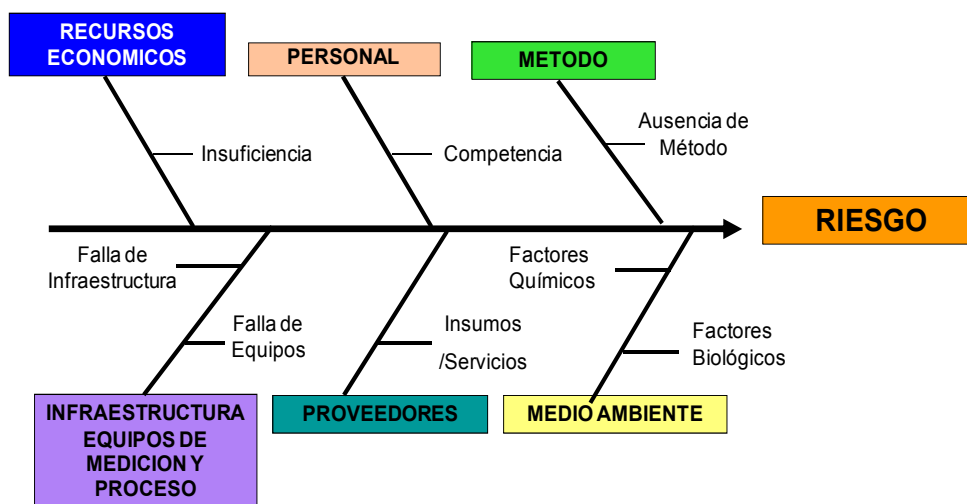 RECURSOS
ECONOMICOS
PERSONAL
METODO
Insuficiencia
Competencia
Ausencia de
Método
RIESGO
Falla de
Infraestructura
Falla de
Equipos
Insumos
/Servicios
Factores
Químicos
Factores
Biológicos
INFRAESTRUCTURA
EQUIPOS DE
MEDICION Y
PROCESO
PROVEEDORES
MEDIO AMBIENTE